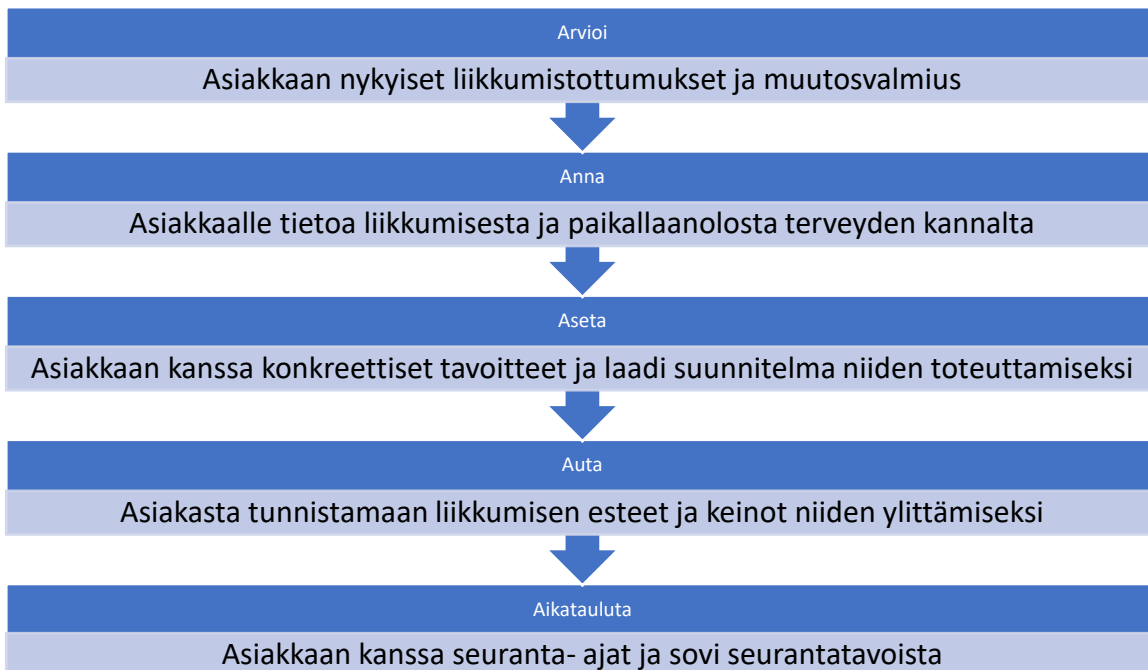 Arvioi
Asiakkaan nykyiset liikkumistottumukset ja muutosvalmius
Anna
Asiakkaalle tietoa liikkumisesta ja paikallaanolosta terveyden kannalta
Aseta
Asiakkaan kanssa konkreettiset tavoitteet ja laadi suunnitelma niiden toteuttamiseksi
Auta
Asiakasta tunnistamaan liikkumisen esteet ja keinot niiden ylittämiseksi
Aikatauluta
Asiakkaan kanssa seuranta- ajat ja sovi seurantatavoista